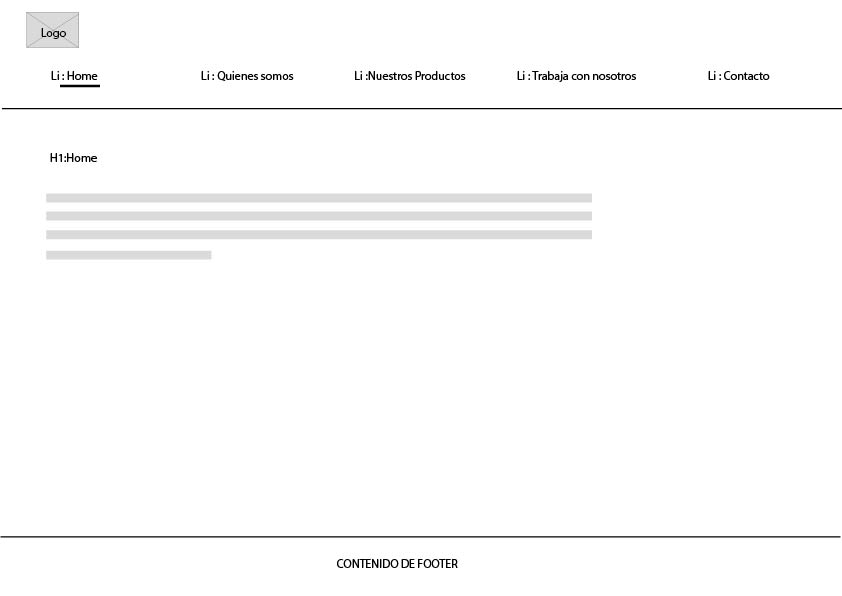 Logo
Li : Home Li : Quienes somos Li :Nuestros Productos Li : Trabaja con nosotros Li : Contacto
H1:Home
CONTENIDO DE FOOTER